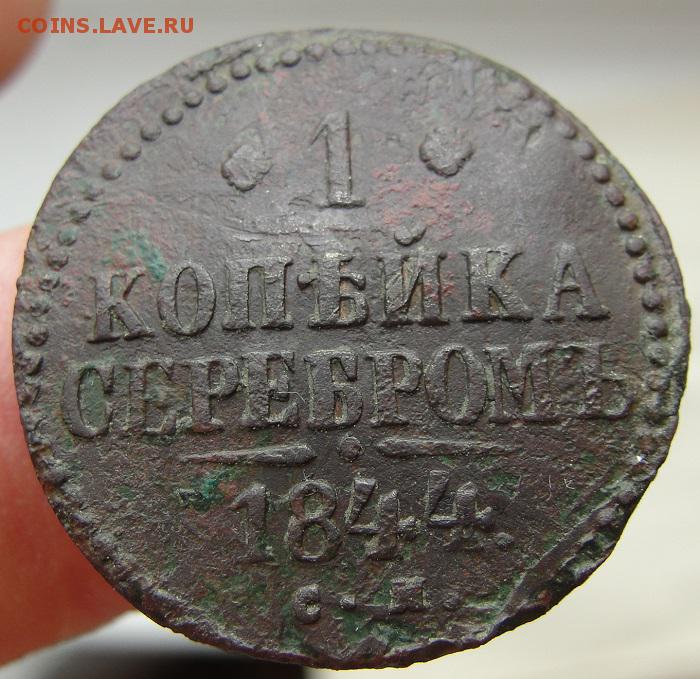 COINS.LAVE.RU
1
КОПѢЙКА
СЕРЕБРОМЪ
1844.
С. М.